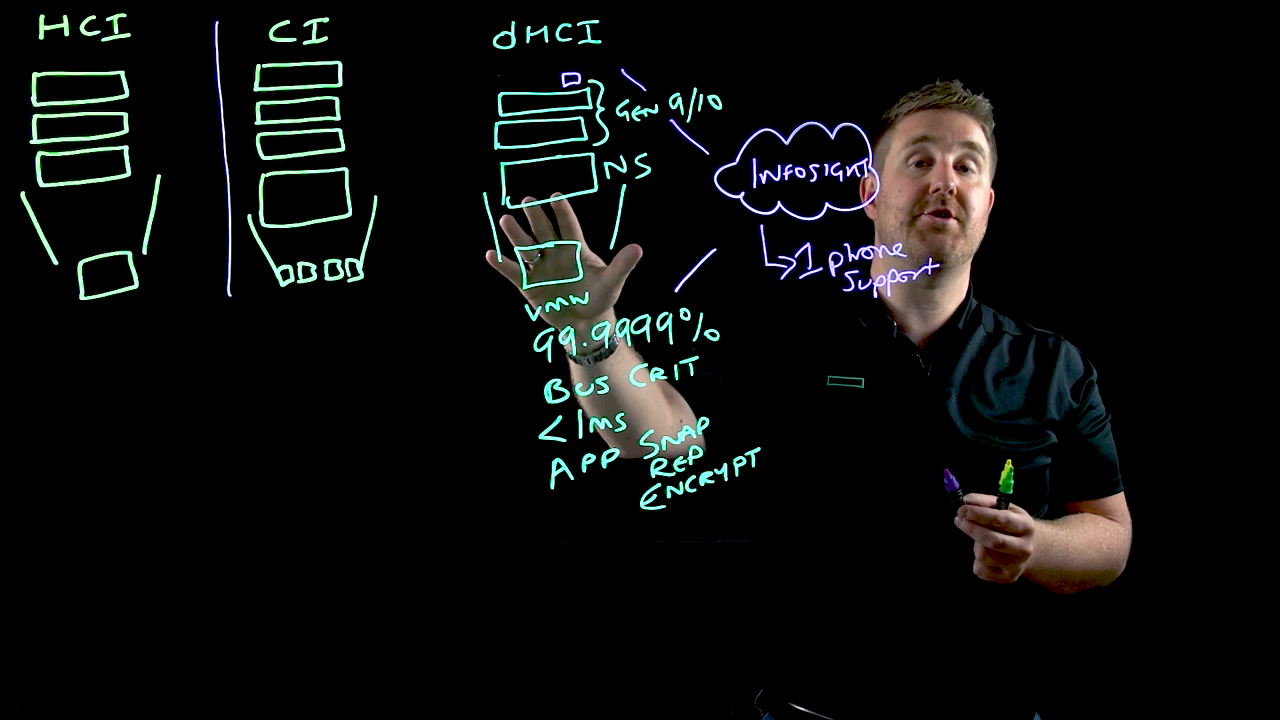 HCI
CI
dHCI
GEN 9/10
NS
INFOSIGHT
1 phone
support
VMW
99.9999%
BUS CRIT
<1ms
APP SNAP
REP
ENCRYPT